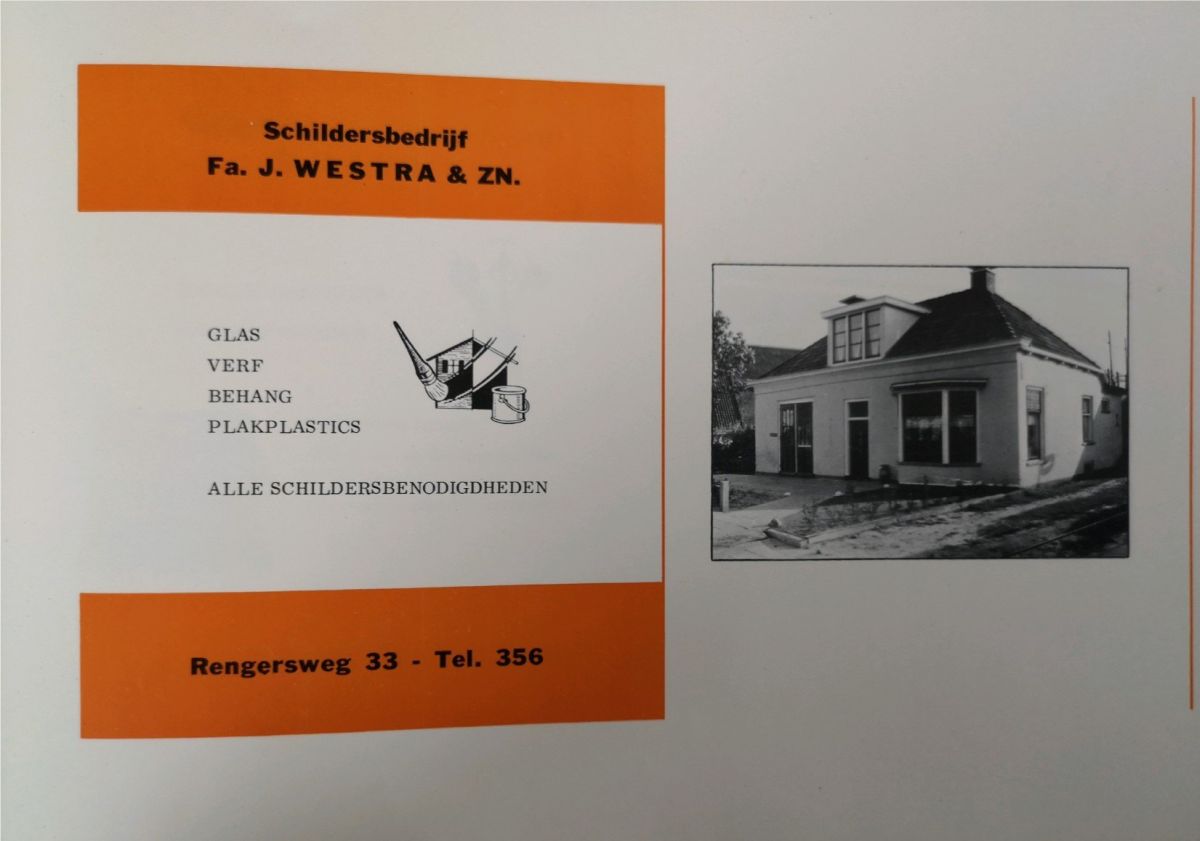 Schildersbedrijf
Fa. J. WESTRA & ZN.
GLAS
VERF
BEHANG
PLAKPLASTICS
ALLE SCHILDERSBENODIGDHEDEN
Rengersweg 33 - Tel. 356